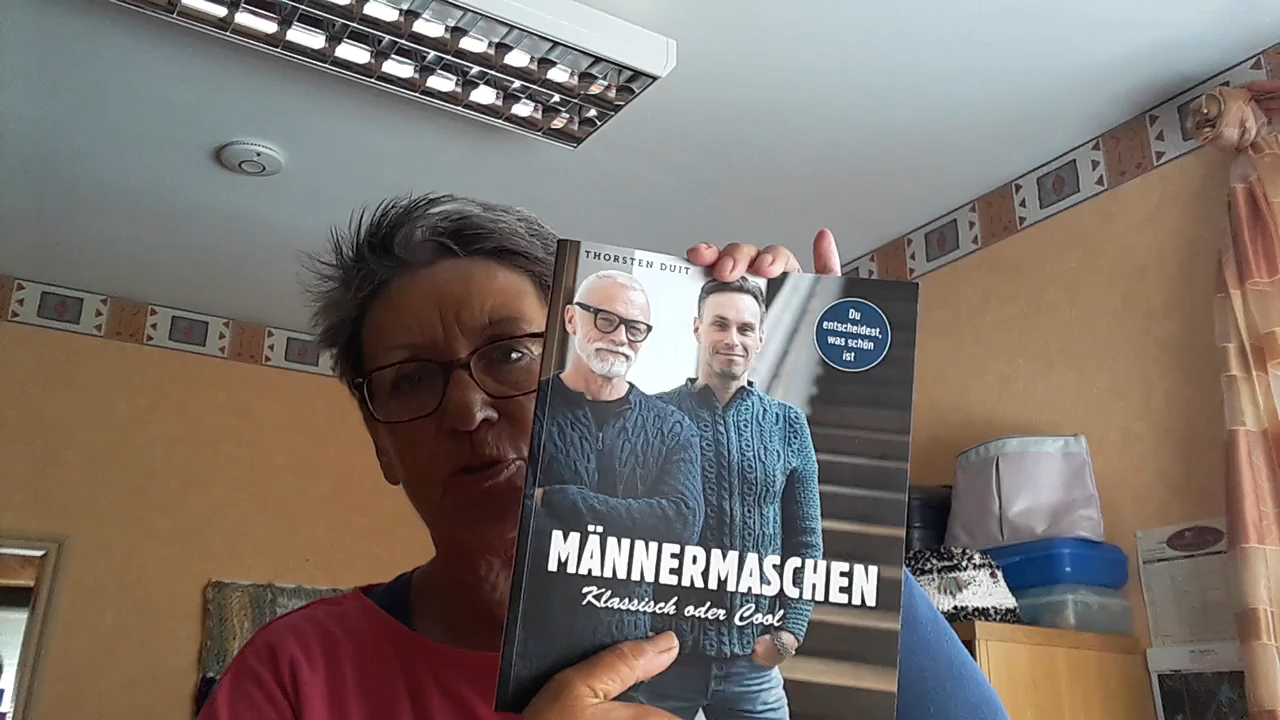 THORSTEN DUIT
Du
entscheidest,
was schön
ist
MÄNNERMASCHEN
Klassisch oder Cool